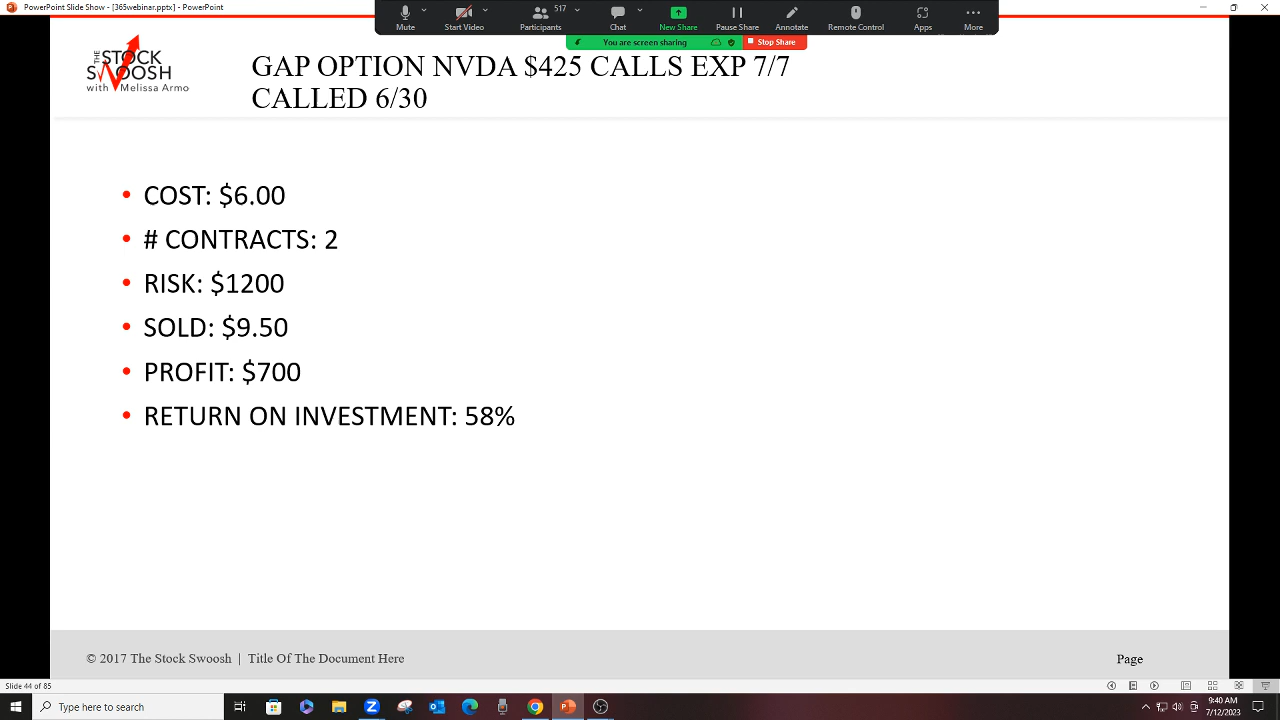 PowerPoint Slide Show - [365webinar.pptx] - PowerPoint
Mute
Start Video
517
Participants
Chat
New Share
Pause Share
Annotate
Remote Control
Apps
More
You are screen sharing
Stop Share
THE STOCK
SWOOSH
with Melissa Armo
GAP OPTION NVDA $425 CALLS EXP 7/7
CALLED 6/30
• COST: $6.00
• # CONTRACTS: 2
• RISK: $1200
• SOLD: $9.50
• PROFIT: $700
• RETURN ON INVESTMENT: 58%
© 2017 The Stock Swoosh | Title Of The Document Here
Page
Slide 44 of 85
Type here to search
9:40 AM
7/12/2023